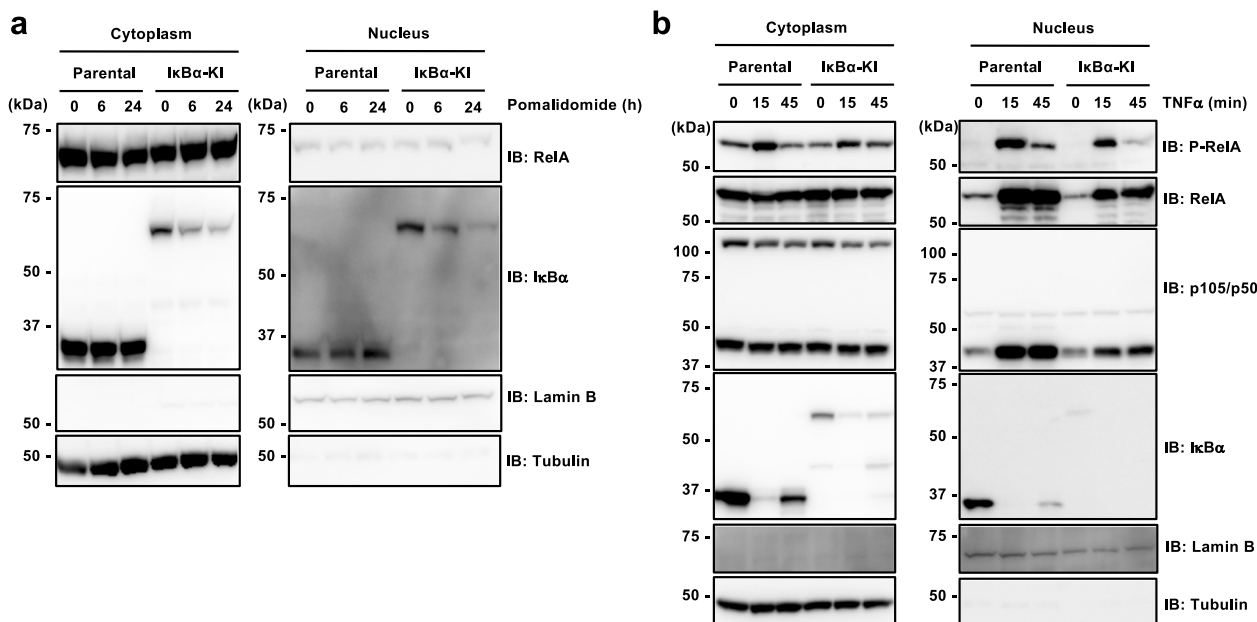 a
Cytoplasm
Nucleus
Parental
IκBα-KI
Parental
IκBα-KI
(kDa)
0
6
24
0
6
24
(kDa)
0
6
24
0
6
24
Pomalidomide (h)
75
75
IB: RelA
75
50
37
75
50
37
IB: IκBα
50
50
IB: Lamin B
50
50
IB: Tubulin
b
Cytoplasm
Nucleus
Parental
IκBα-KI
Parental
IκBα-KI
0
15
45
0
15
45
0
15
45
0
15
45
TNFα (min)
(kDa)
75
50
(kDa)
75
50
IB: P-RelA
50
50
IB: RelA
100
75
50
37
100
75
50
37
IB: p105/p50
75
50
37
75
50
37
IB: IκBα
75
75
IB: Lamin B
50
50
IB: Tubulin